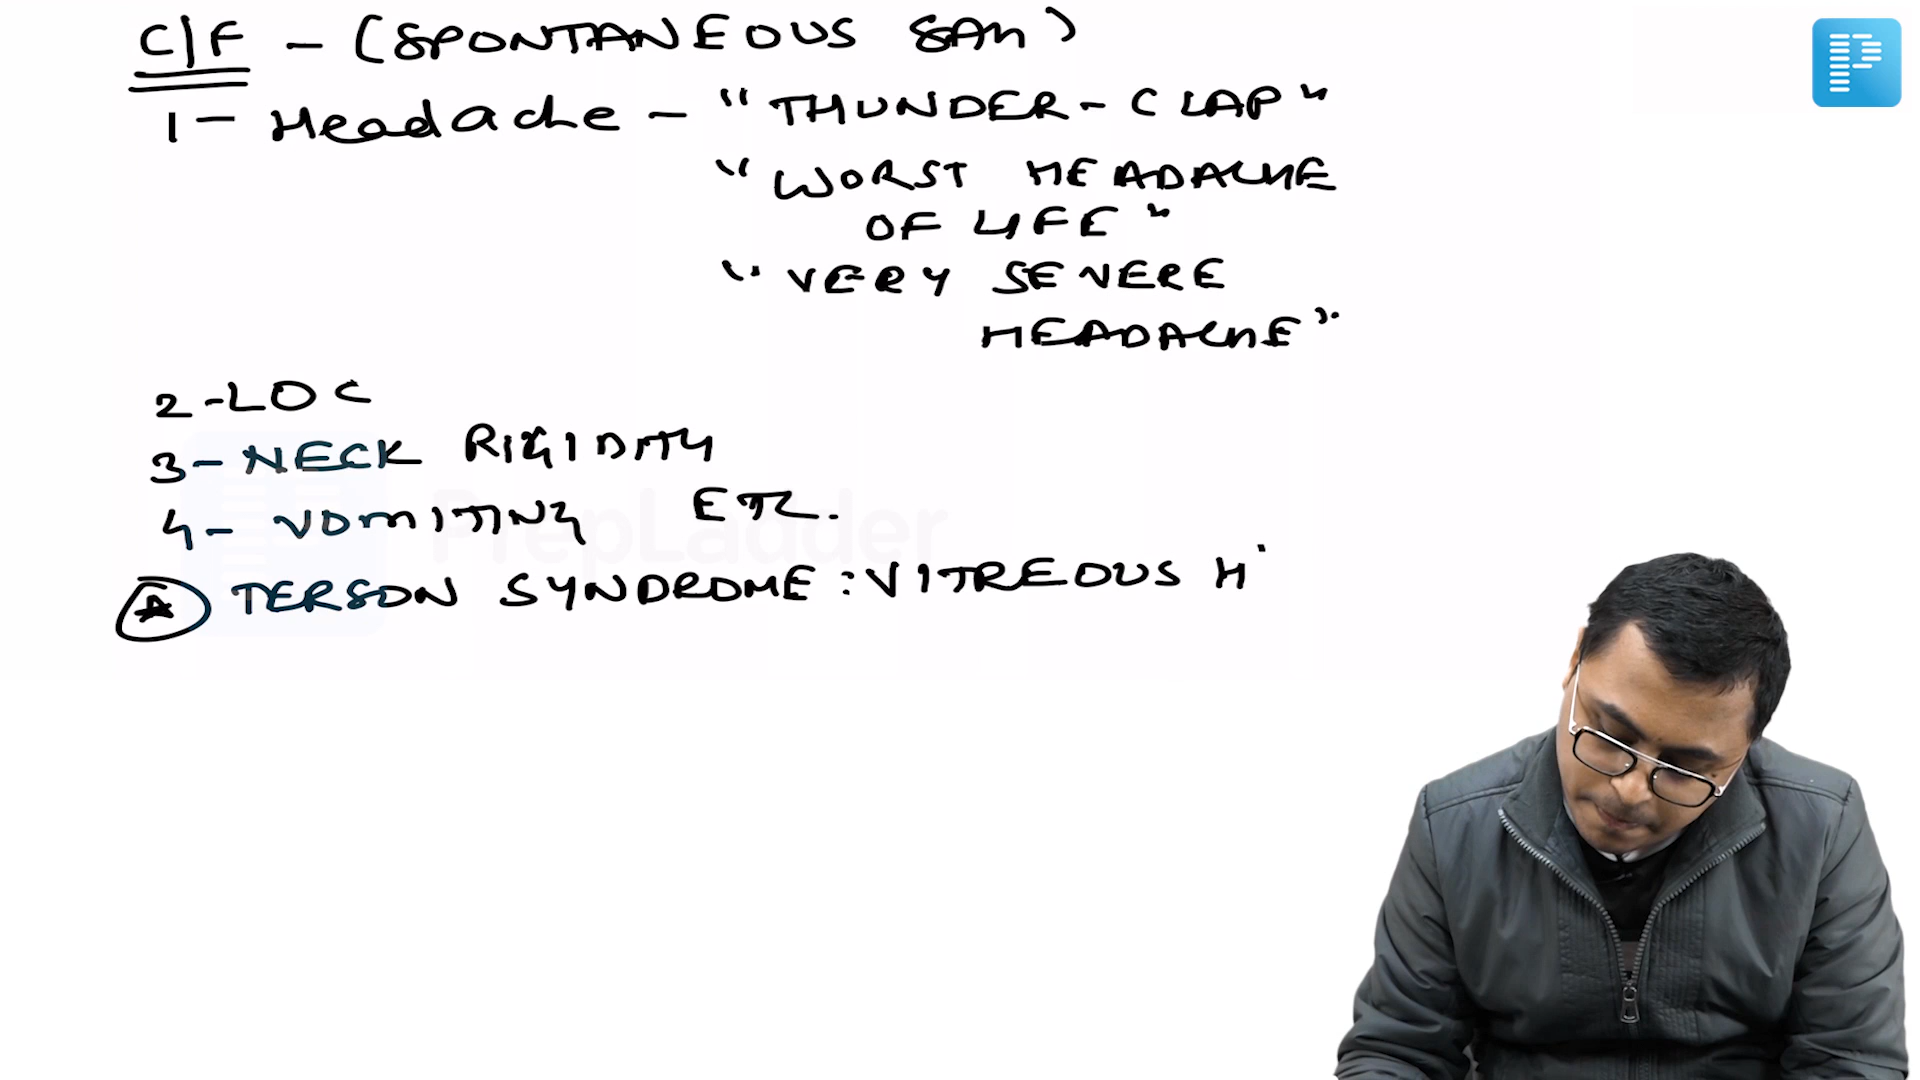 C/F - (SPONTANEOUS SAH)
1 - Headache - "THUNDER-CLAP"
"WORST HEADACHE
OF LIFE"
"VERY SEVERE
HEADACHE"
2 - LOC
3 - NECK RIGIDITY
4 - VOMITING ETC.
TERSON SYNDROME : VITREOUS H
PrepLadder